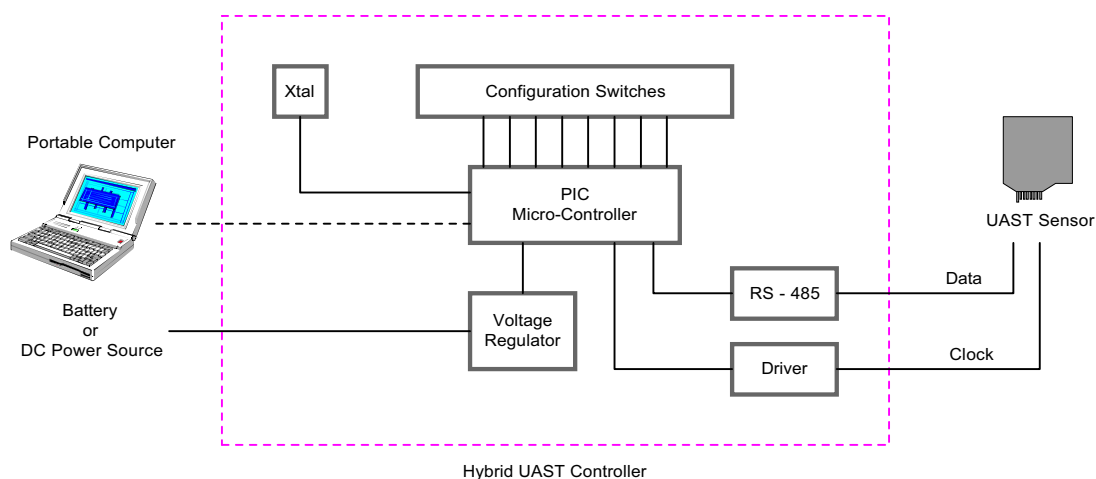 Xtal
Configuration Switches
Portable Computer
PIC
Micro-Controller
UAST Sensor
Data
RS - 485
Battery
or
DC Power Source
Voltage
Regulator
Clock
Driver
Hybrid UAST Controller